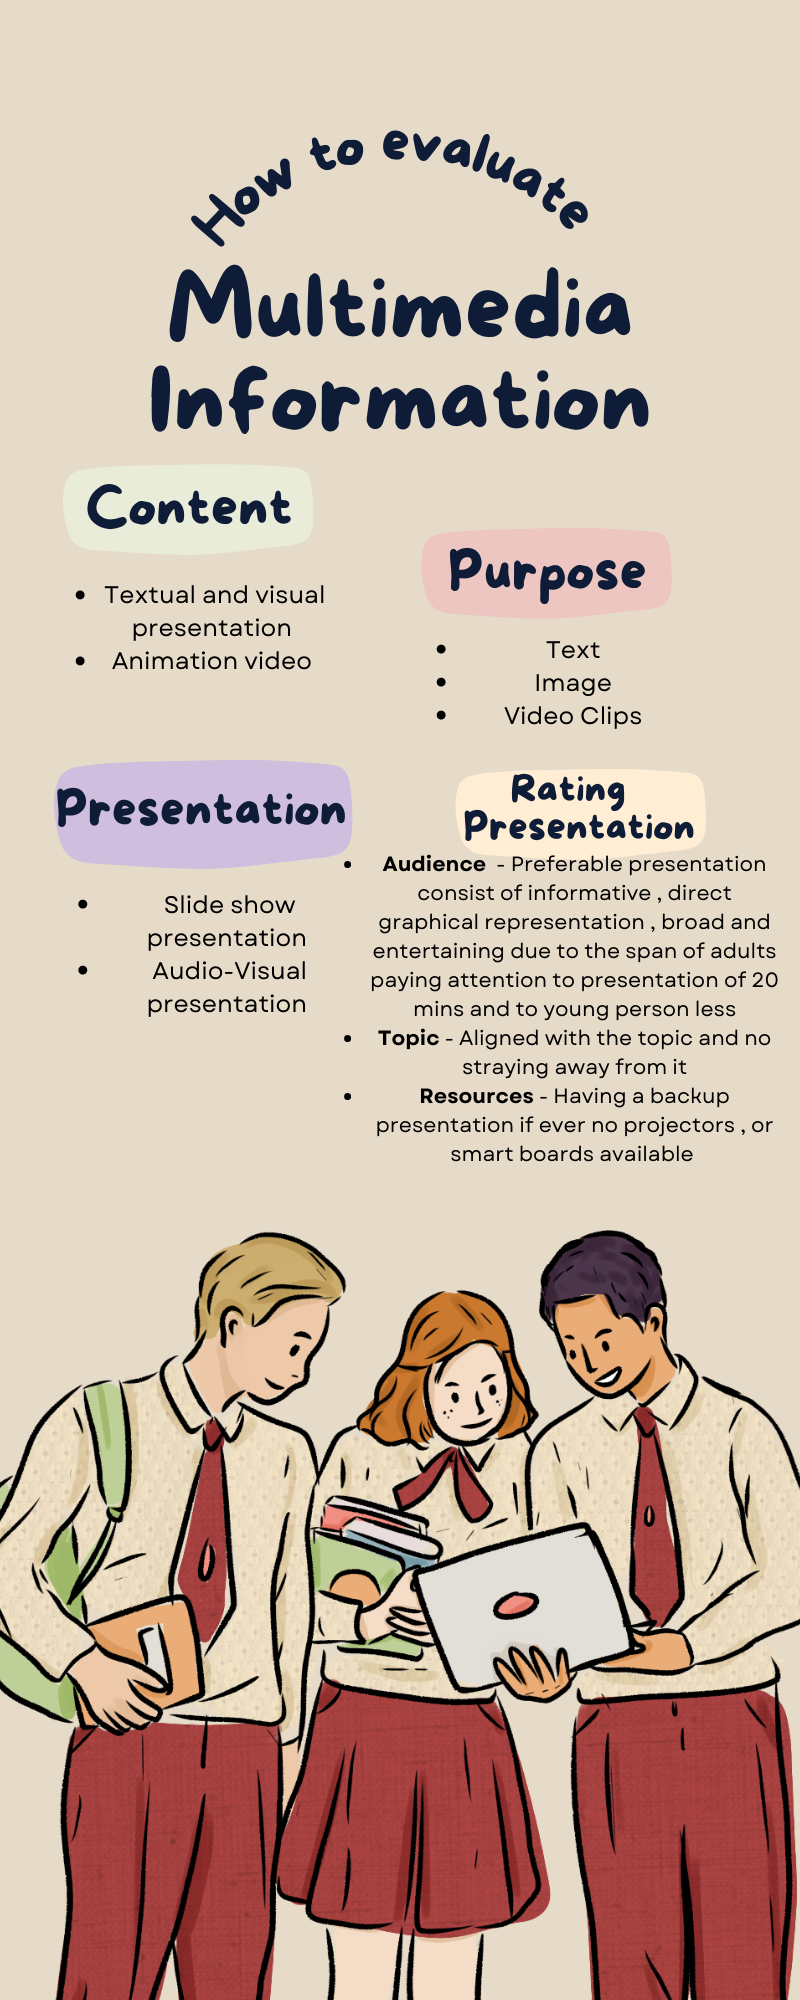 How to evaluate
Multimedia
Information
Content
• Textual and visual
presentation
• Animation video
Purpose
• Text
• Image
• Video Clips
Presentation
• Slide show
presentation
• Audio-Visual
presentation
Rating
Presentation
• Audience - Preferable presentation
consist of informative , direct
graphical representation , broad and
entertaining due to the span of adults
paying attention to presentation of 20
mins and to young person less
• Topic - Aligned with the topic and no
straying away from it
• Resources - Having a backup
presentation if ever no projectors , or
smart boards available